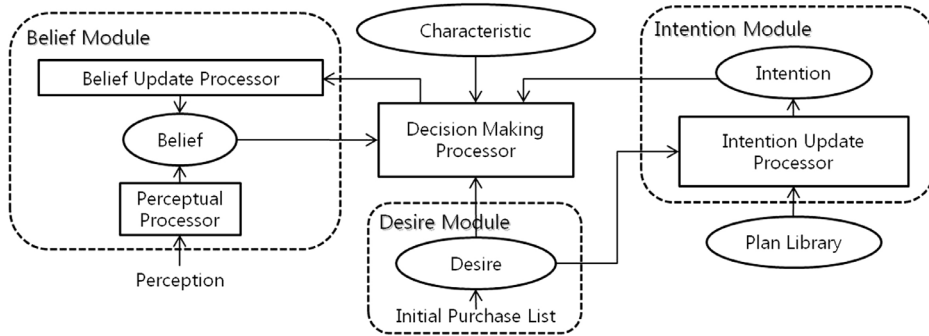 Belief Module
Belief Update Processor
Belief
Perceptual
Processor
Perception
Characteristic
Decision Making
Processor
Desire Module
Desire
Initial Purchase List
Intention Module
Intention
Intention Update
Processor
Plan Library